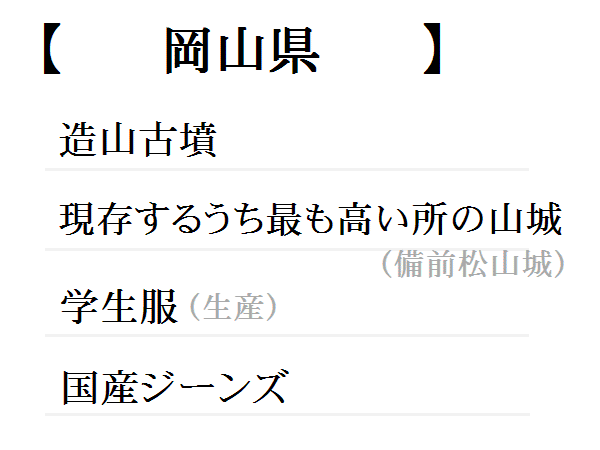 【 岡山県 】
造山古墳
現存するうち最も高い所の山城
（備前松山城）
学生服（生産）
国産ジーンズ